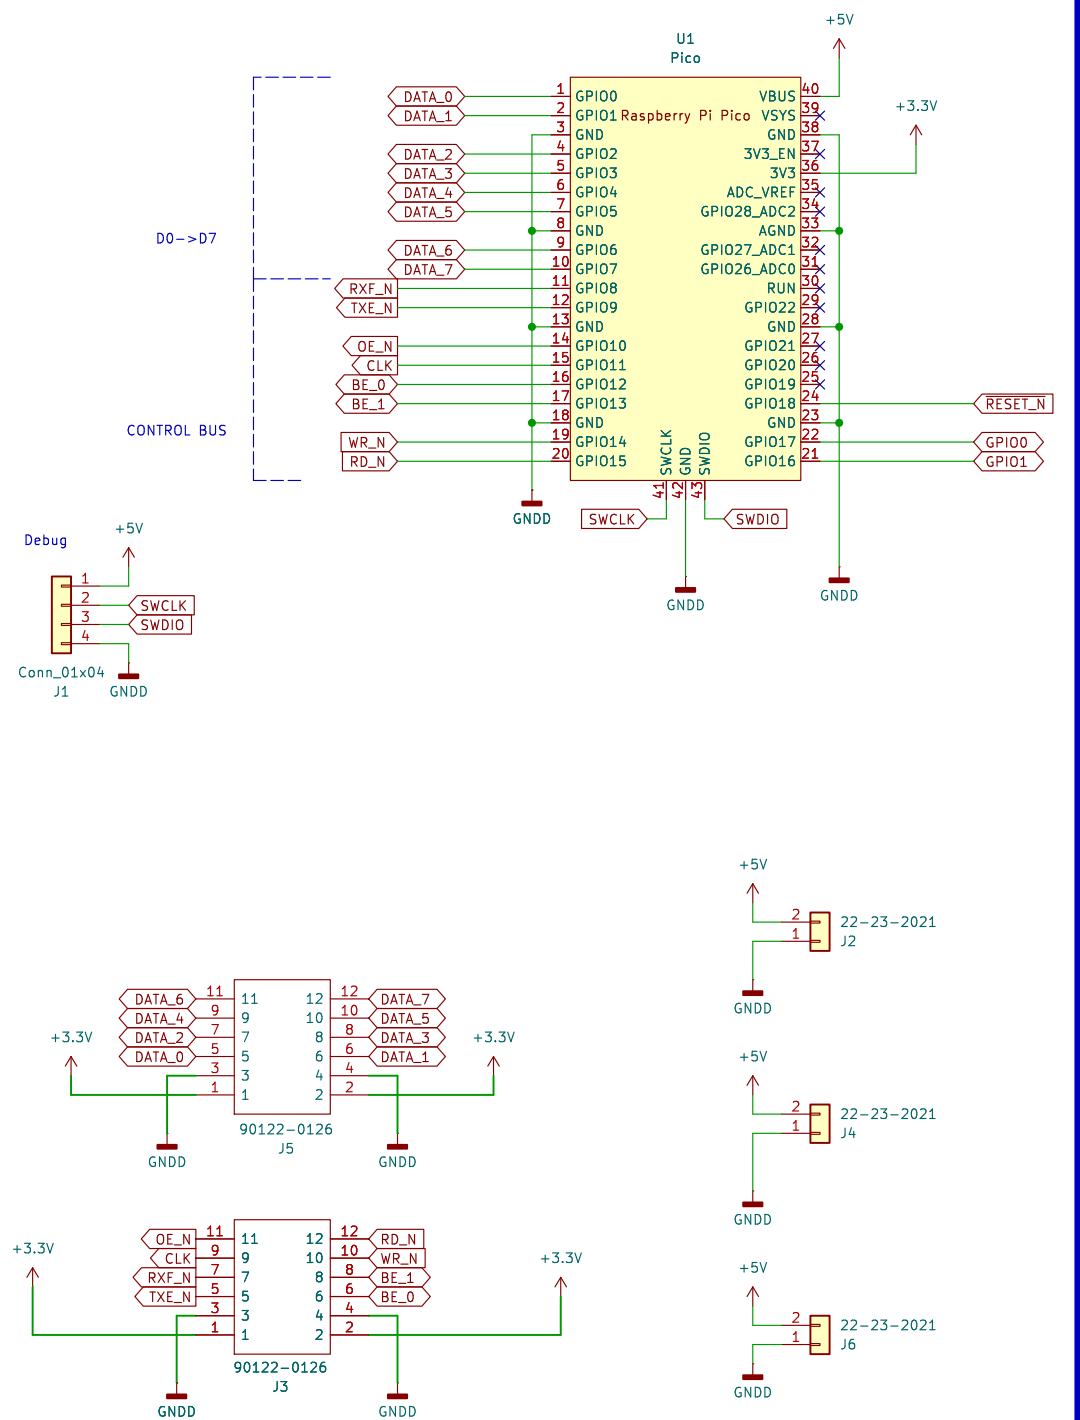 +5V
U1
Pico
+3.3V
DATA_0 1 GPIO0 VBUS 40
DATA_1 2 GPIO1 Raspberry Pi Pico VSYS 39
3 GND GND 38
DATA_2 4 GPIO2 3V3_EN 37
DATA_3 5 GPIO3 3V3 36
DATA_4 6 GPIO4 ADC_VREF 35
DATA_5 7 GPIO5 GPIO28_ADC2 34
8 GND AGND 33
D0->D7
DATA_6 9 GPIO6 GPIO27_ADC1 32
DATA_7 10 GPIO7 GPIO26_ADC0 31
RXF_N 11 GPIO8 RUN 30
TXE_N 12 GPIO9 GPIO22 29
13 GND GND 28
OE_N 14 GPIO10 GPIO21 27
CLK 15 GPIO11 GPIO20 26
BE_0 16 GPIO12 GPIO19 25
BE_1 17 GPIO13 GPIO18 24 RESET_N
18 GND GND 23
CONTROL BUS
WR_N 19 GPIO14 GPIO17 22 GPIO0
RD_N 20 GPIO15 GPIO16 21 GPIO1
SWCLK GND SWDIO
41 42 43
GNDD
SWCLK SWDIO
GNDD
GNDD
Debug
+5V
1
2 SWCLK
3 SWDIO
4
Conn_01x04
J1
GNDD
+5V
2 22-23-2021
1 J2
GNDD
DATA_6 11 11 12 12 DATA_7
DATA_4 9 9 10 10 DATA_5
DATA_2 7 7 8 8 DATA_3
DATA_0 5 5 6 6 DATA_1
3 3 4 4
1 1 2 2
+3.3V
+3.3V
90122-0126
J5
GNDD
GNDD
+5V
2 22-23-2021
1 J4
GNDD
OE_N 11 11 12 12 RD_N
CLK 9 9 10 10 WR_N
RXF_N 7 7 8 8 BE_1
TXE_N 5 5 6 6 BE_0
3 3 4 4
1 1 2 2
+3.3V
+3.3V
90122-0126
J3
GNDD
GNDD
+5V
2 22-23-2021
1 J6
GNDD